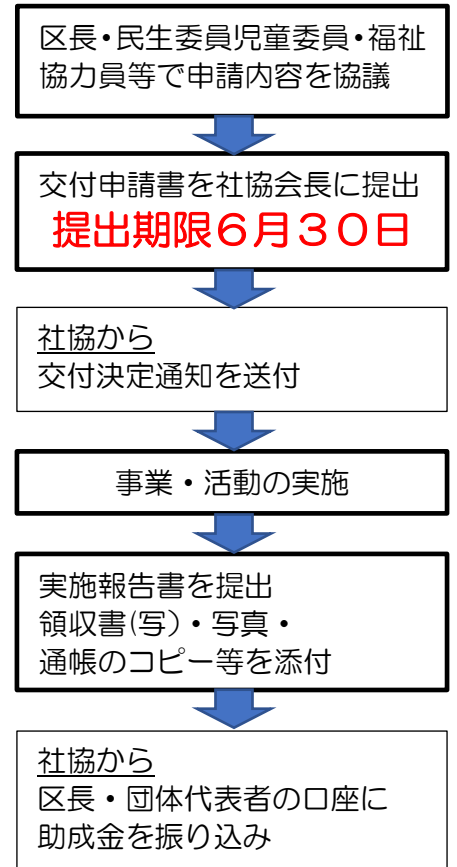 区長・民生委員児童委員・福祉
協力員等で申請内容を協議
交付申請書を社協会長に提出
提出期限６月３０日
社協から
交付決定通知を送付
事業・活動の実施
実施報告書を提出
領収書(写)・写真・
通帳のコピー等を添付
社協から
区長・団体代表者の口座に
助成金を振り込み